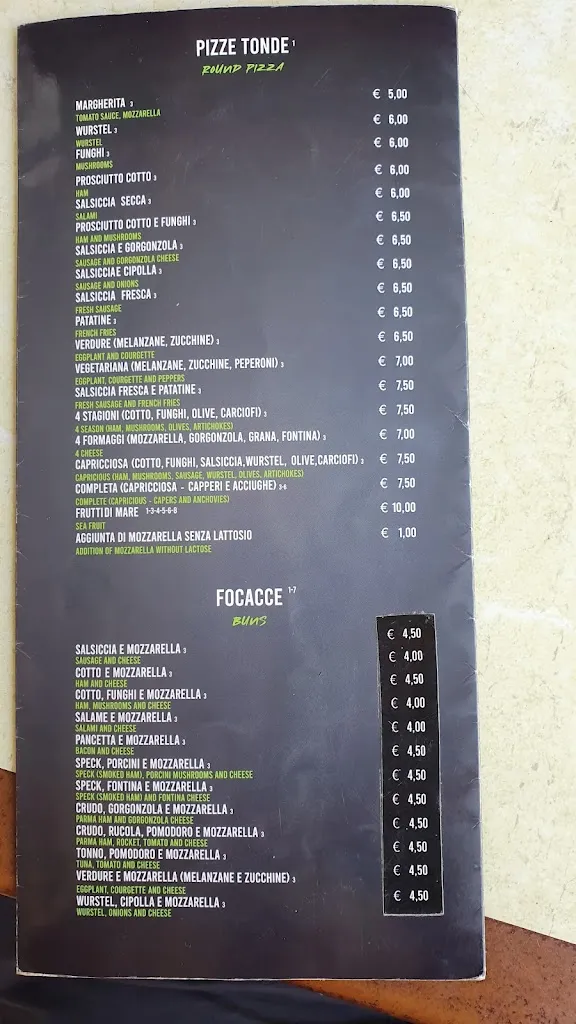 PIZZE TONDE 1
ROUND PIZZA
MARGHERITA 3 € 5,00
TOMATO SAUCE, MOZZARELLA
WURSTEL 3 € 6,00
WURSTEL
FUNGHI 3 € 6,00
MUSHROOMS
PROSCIUTTO COTTO 3 € 6,00
HAM
SALSICCIA SECCA 3 € 6,00
SALAMI
PROSCIUTTO COTTO E FUNGHI 3 € 6,50
HAM AND MUSHROOMS
SALSICCIA E GORGONZOLA 3 € 6,50
SAUSAGE AND GORGONZOLA CHEESE
SALSICCIA E CIPOLLA 3 € 6,50
SAUSAGE AND ONIONS
SALSICCIA FRESCA 3 € 6,50
FRESH SAUSAGE
PATATINE 3 € 6,50
FRENCH FRIES
VERDURE (MELANZANE, ZUCCHINE) 3 € 6,50
EGGPLANT AND COURGETTE
VEGETARIANA (MELANZANE, ZUCCHINE, PEPERONI) 3 € 7,00
EGGPLANT, COURGETTE AND PEPPERS
SALSICCIA FRESCA E PATATINE 3 € 7,50
FRESH SAUSAGE AND FRENCH FRIES
4 STAGIONI (COTTO, FUNGHI, OLIVE, CARCIOFI) 3 € 7,50
4 SEASON (HAM, MUSHROOMS, OLIVES, ARTICHOKES)
4 FORMAGGI (MOZZARELLA, GORGONZOLA, GRANA, FONTINA) 3 € 7,00
4 CHEESE
CAPRICCIOSA (COTTO, FUNGHI, SALSICCIA,WURSTEL, OLIVE,CARCIOFI) 3 € 7,50
CAPRICIOUS (HAM, MUSHROOMS, SAUSAGE, WURSTEL, OLIVES, ARTICHOKES)
COMPLETA (CAPRICCIOSA - CAPPERI E ACCIUGHE) 3-6 € 7,50
COMPLETE (CAPRICIOUS - CAPERS AND ANCHOVIES)
FRUTTI DI MARE 1-3-4-5-6-8 € 10,00
SEA FRUIT
AGGIUNTA DI MOZZARELLA SENZA LATTOSIO € 1,00
ADDITION OF MOZZARELLA WITHOUT LACTOSE
FOCACCE 1-7
BUNS
SALSICCIA E MOZZARELLA 3 € 4,50
SAUSAGE AND CHEESE
COTTO E MOZZARELLA 3 € 4,00
HAM AND CHEESE
COTTO, FUNGHI E MOZZARELLA 3 € 4,50
HAM, MUSHROOMS AND CHEESE
SALAME E MOZZARELLA 3 € 4,00
SALAMI AND CHEESE
PANCETTA E MOZZARELLA 3 € 4,00
BACON AND CHEESE
SPECK, PORCINI E MOZZARELLA 3 € 4,50
SPECK (SMOKED HAM), PORCINI MUSHROOMS AND CHEESE
SPECK, FONTINA E MOZZARELLA 3 € 4,50
SPECK (SMOKED HAM) AND FONTINA CHEESE
CRUDO, GORGONZOLA E MOZZARELLA 3 € 4,50
PARMA HAM AND GORGONZOLA CHEESE
CRUDO, RUCOLA, POMODORO E MOZZARELLA 3 € 4,50
PARMA HAM, ROCKET, TOMATO AND CHEESE
TONNO, POMODORO E MOZZARELLA 3 € 4,50
TUNA, TOMATO AND CHEESE
VERDURE E MOZZARELLA (MELANZANE E ZUCCHINE) 3 € 4,50
EGGPLANT, COURGETTE AND CHEESE
WURSTEL, CIPOLLA E MOZZARELLA 3 € 4,50
WURSTEL, ONIONS AND CHEESE